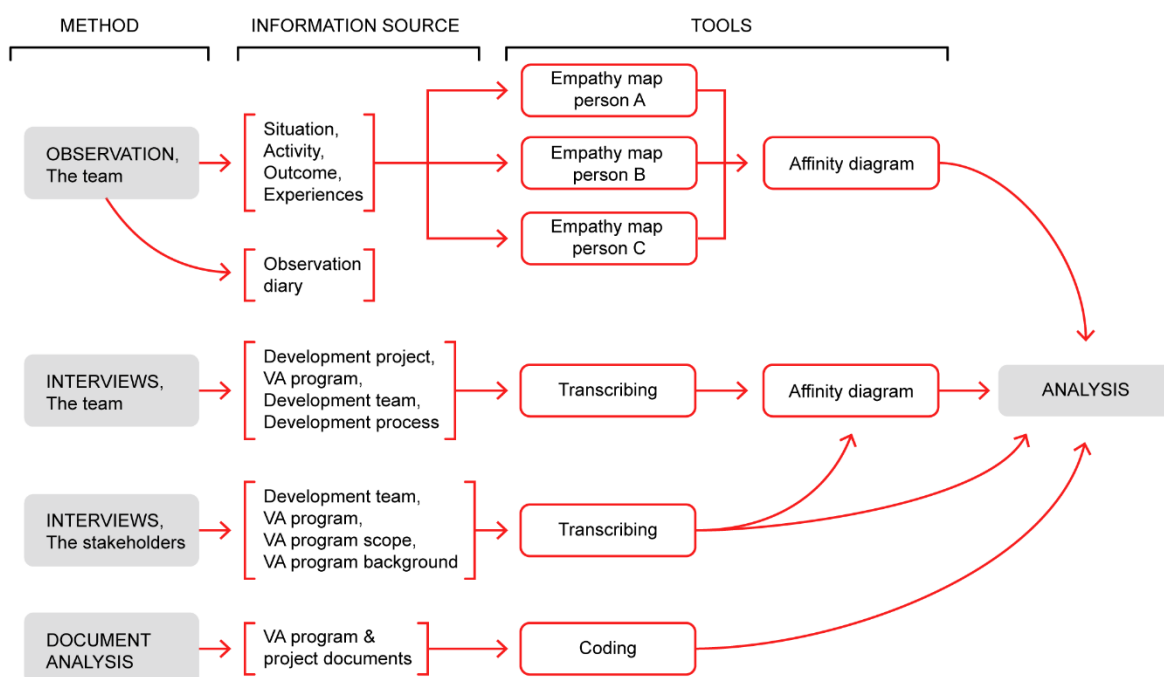 METHOD
INFORMATION SOURCE
TOOLS
OBSERVATION,
The team
Situation,
Activity,
Outcome,
Experiences
Observation
diary
Empathy map
person A
Empathy map
person B
Empathy map
person C
Affinity diagram
INTERVIEWS,
The team
Development project,
VA program,
Development team,
Development process
Transcribing
Affinity diagram
ANALYSIS
INTERVIEWS,
The stakeholders
Development team,
VA program,
VA program scope,
VA program background
Transcribing
DOCUMENT
ANALYSIS
VA program &
project documents
Coding